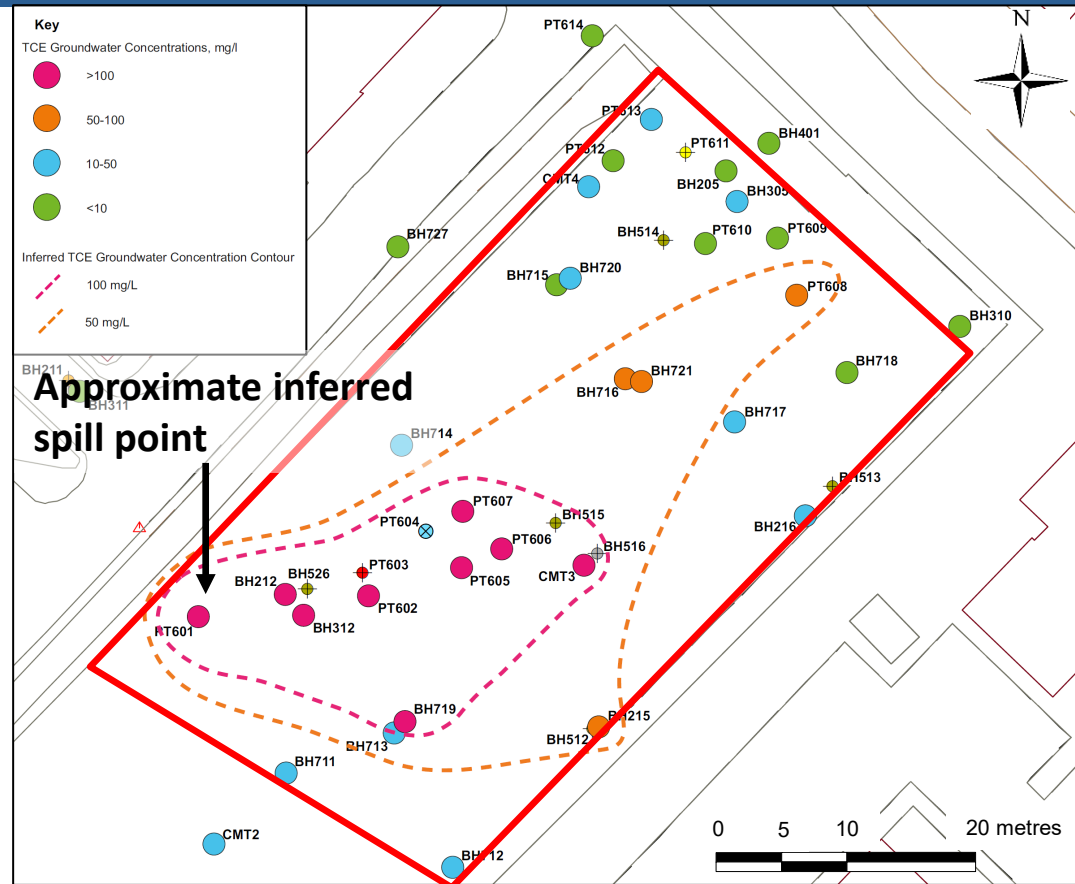 Key
TCE Groundwater Concentrations, mg/l
>100
50-100
10-50
<10
Inferred TCE Groundwater Concentration Contour
100 mg/L
50 mg/L
N
PT614
PT613
PT611
BH401
PT612
BH205
CMT4
BH305
BH727
BH514
PT610
PT609
BH715
BH720
PT608
BH310
BH211
BH311
Approximate inferred
spill point
BH716
BH721
BH718
BH714
BH717
BH513
PT607
BH515
BH216
PT604
PT606
BH516
BH212
BH526
PT603
PT605
CMT3
PT602
PT601
BH312
BH719
BH215
BH713
BH512
BH711
CMT2
BH712
0 5 10 20 metres